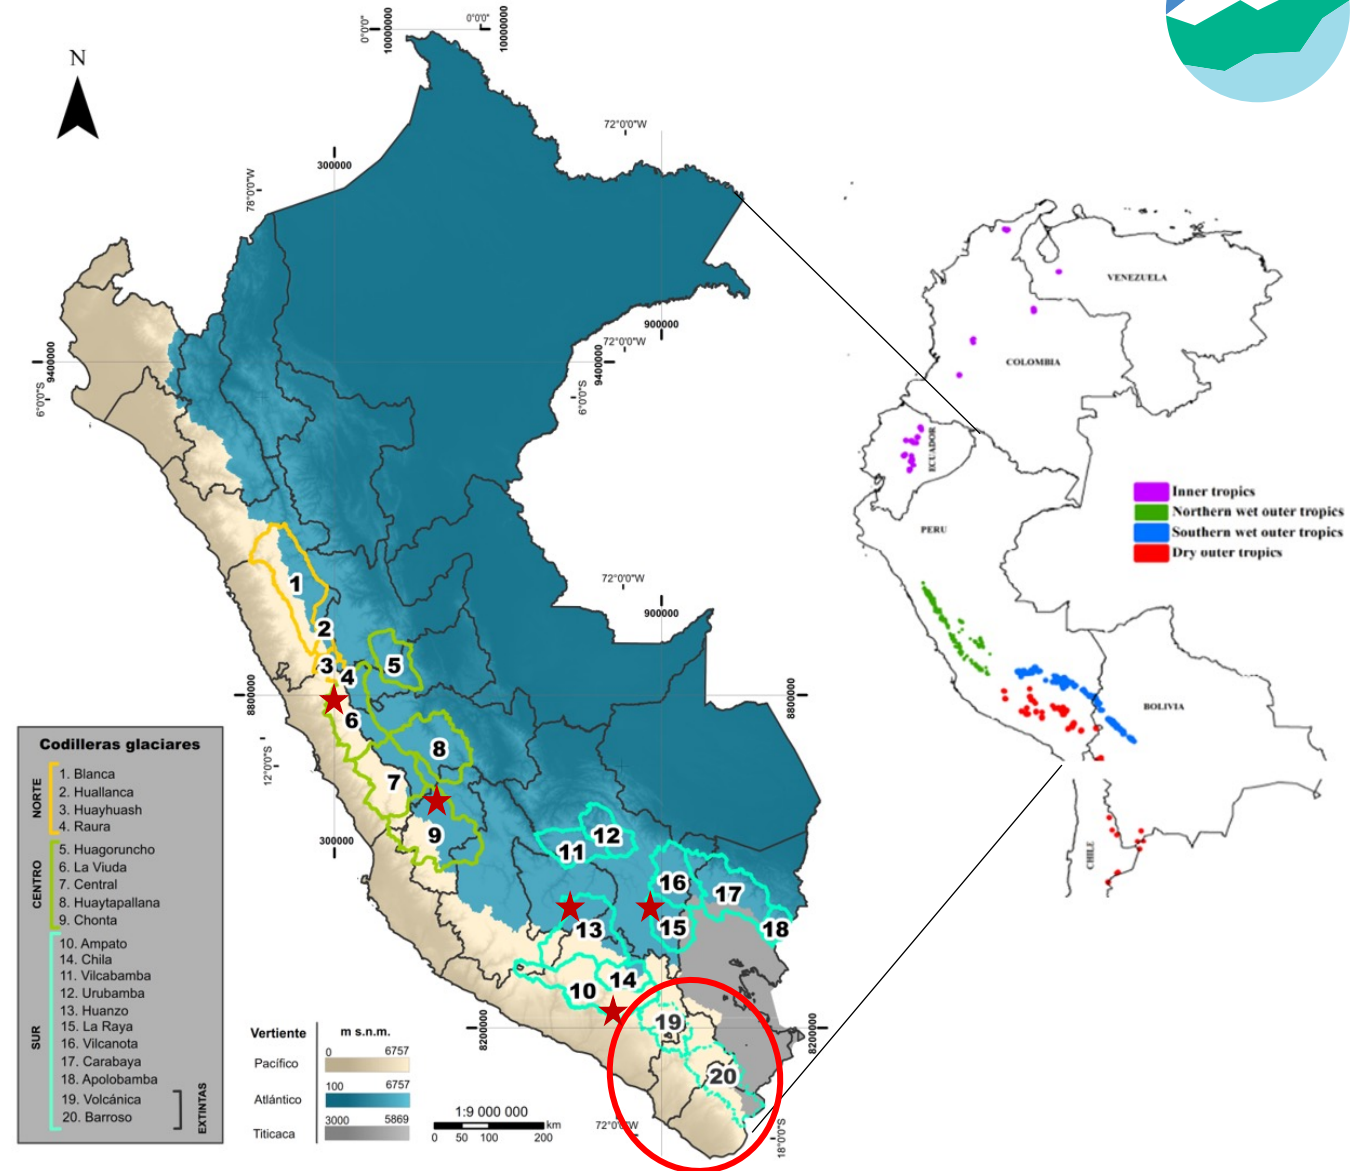 0°0'0"
0°0'0"
10000000
10000000
N
72°0'0"W
300000
78°0'0"W
VENEZUELA
900000
72°0'0"W
9400000
9400000
6°0'0"S
6°0'0"S
COLOMBIA
ECUADOR
Inner tropics
Northern wet outer tropics
Southern wet outer tropics
Dry outer tropics
PERU
72°0'0"W
900000
1
2
3
4
5
6
7
8
9
8800000
8800000
12°0'0"S
BOLIVIA
300000
10
11
12
13
14
15
16
17
18
19
20
CHILE
8200000
8200000
72°0'0"W
18°0'0"S
Codilleras glaciares
NORTE
1. Blanca
2. Huallanca
3. Huayhuash
4. Raura
CENTRO
5. Huagoruncho
6. La Viuda
7. Central
8. Huaytapallana
9. Chonta
SUR
10. Ampato
14. Chila
11. Vilcabamba
12. Urubamba
13. Huanzo
15. La Raya
16. Vilcanota
17. Carabaya
18. Apolobamba
19. Volcánica
20. Barroso
EXTINTAS
Vertiente m s.n.m.
Pacífico 0 6757
Atlántico 100 6757
Titicaca 3000 5869
1:9 000 000
km
0 50 100 200